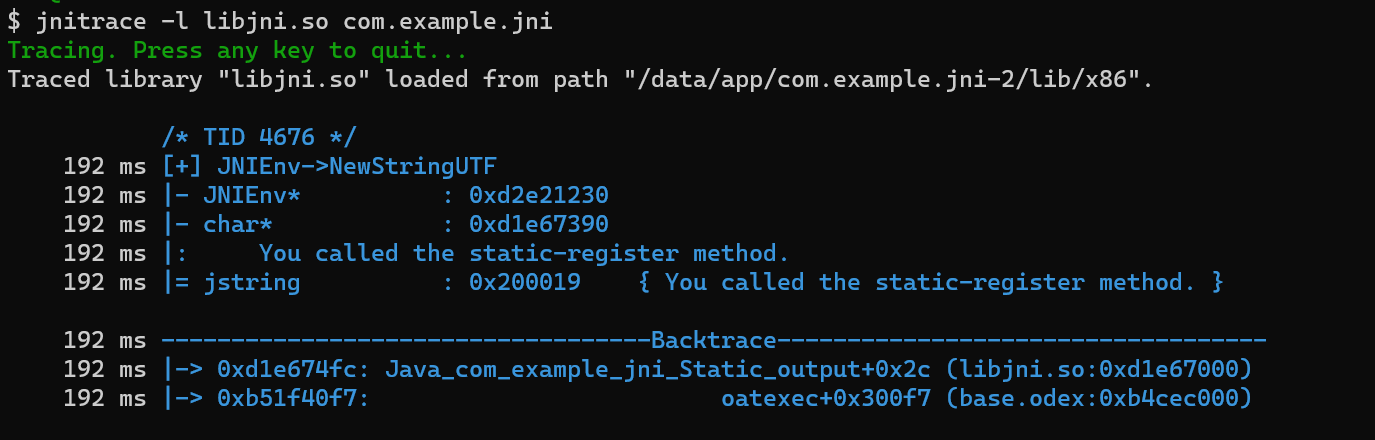 $ jnitrace -l libjni.so com.example.jni
Tracing. Press any key to quit...
Traced library "libjni.so" loaded from path "/data/app/com.example.jni-2/lib/x86".
/* TID 4676 */
192 ms [+] JNIEnv->NewStringUTF
192 ms |- JNIEnv* : 0xd2e21230
192 ms |- char* : 0xd1e67390
192 ms |: You called the static-register method.
192 ms |= jstring : 0x200019 { You called the static-register method. }
192 ms -----------------------------------Backtrace-----------------------------------
192 ms |-> 0xd1e674fc: Java_com_example_jni_Static_output+0x2c (libjni.so:0xd1e67000)
192 ms |-> 0xb51f40f7: oatexec+0x300f7 (base.odex:0xb4cec000)